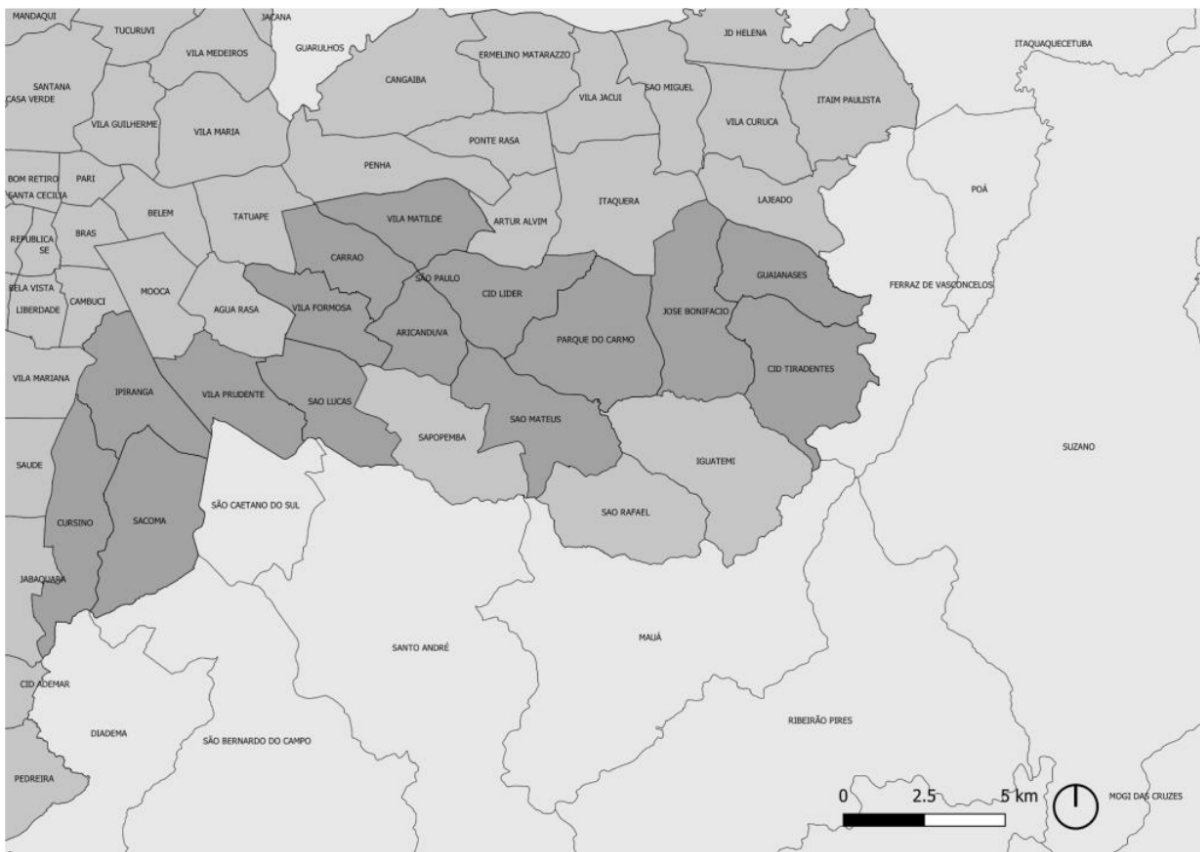 MANDAQUI
TUCURUVI
JACANA
VILA MEDEIROS
GUARULHOS
ERMELINO MATARAZZO
JD HELENA
ITAQUAQUECETUBA
CANGAIBA
SANTANA
CASA VERDE
VILA JACUI
SAO MIGUEL
ITAIM PAULISTA
VILA GUILHERME
VILA MARIA
VILA CURUCA
PONTE RASA
PENHA
BOM RETIRO
PARI
SANTA CECILIA
POÁ
ITAQUERA
LAJEADO
BELEM
TATUAPE
VILA MATILDE
ARTUR ALVIM
BRAS
REPUBLICA
SE
CARRAO
SÃO PAULO
GUAIANASES
BELA VISTA
CID LIDER
FERRAZ DE VASCONCELOS
MOOCA
CAMBUCI
LIBERDADE
AGUA RASA
VILA FORMOSA
JOSE BONIFACIO
ARICANDUVA
PARQUE DO CARMO
CID TIRADENTES
VILA MARIANA
IPIRANGA
VILA PRUDENTE
SAO LUCAS
SAO MATEUS
SAPOPEMBA
SUZANO
SAUDE
IGUATEMI
SÃO CAETANO DO SUL
SAO RAFAEL
CURSINO
SACOMA
JABAQUARA
MAUÁ
SANTO ANDRÉ
CID ADEMAR
RIBEIRÃO PIRES
DIADEMA
SÃO BERNARDO DO CAMPO
PEDREIRA
0 2.5 5 km
MOGI DAS CRUZES